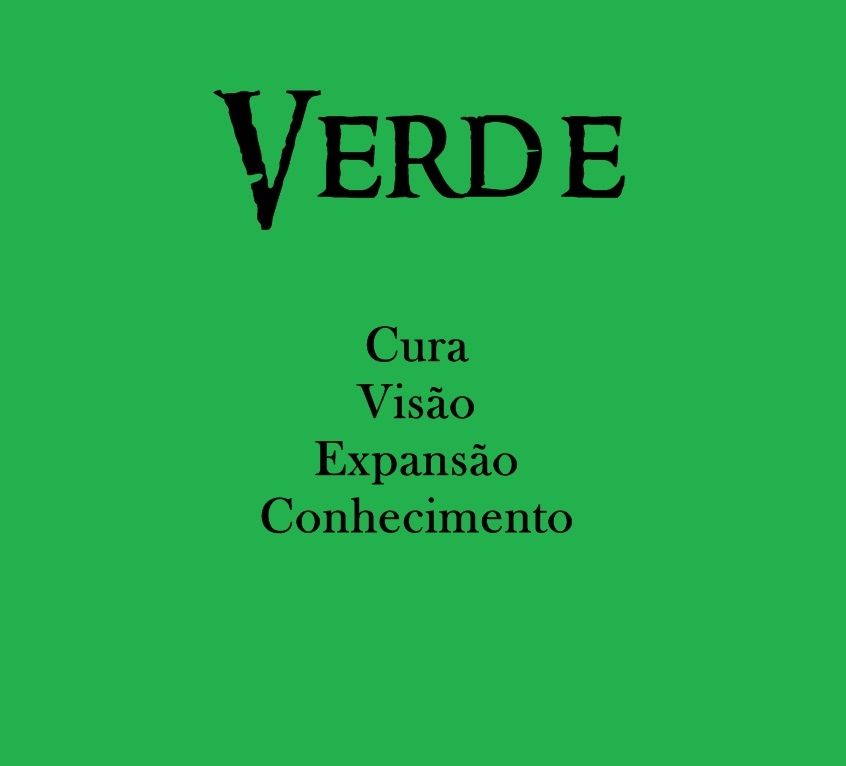 VERDE
Cura
Visão
Expansão
Conhecimento